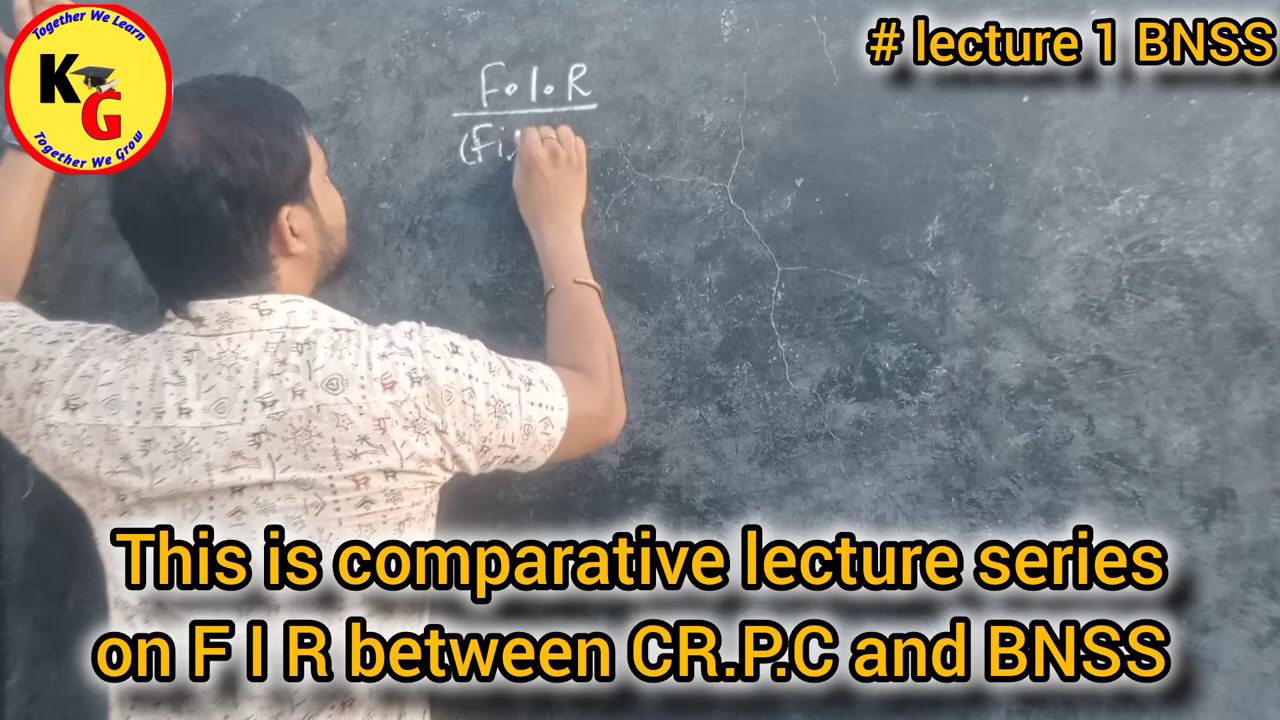 Together We Learn
KG
Together We Grow
# lecture 1 BNSS
F.I.R
(Fi
This is comparative lecture series
on F I R between CR.P.C and BNSS